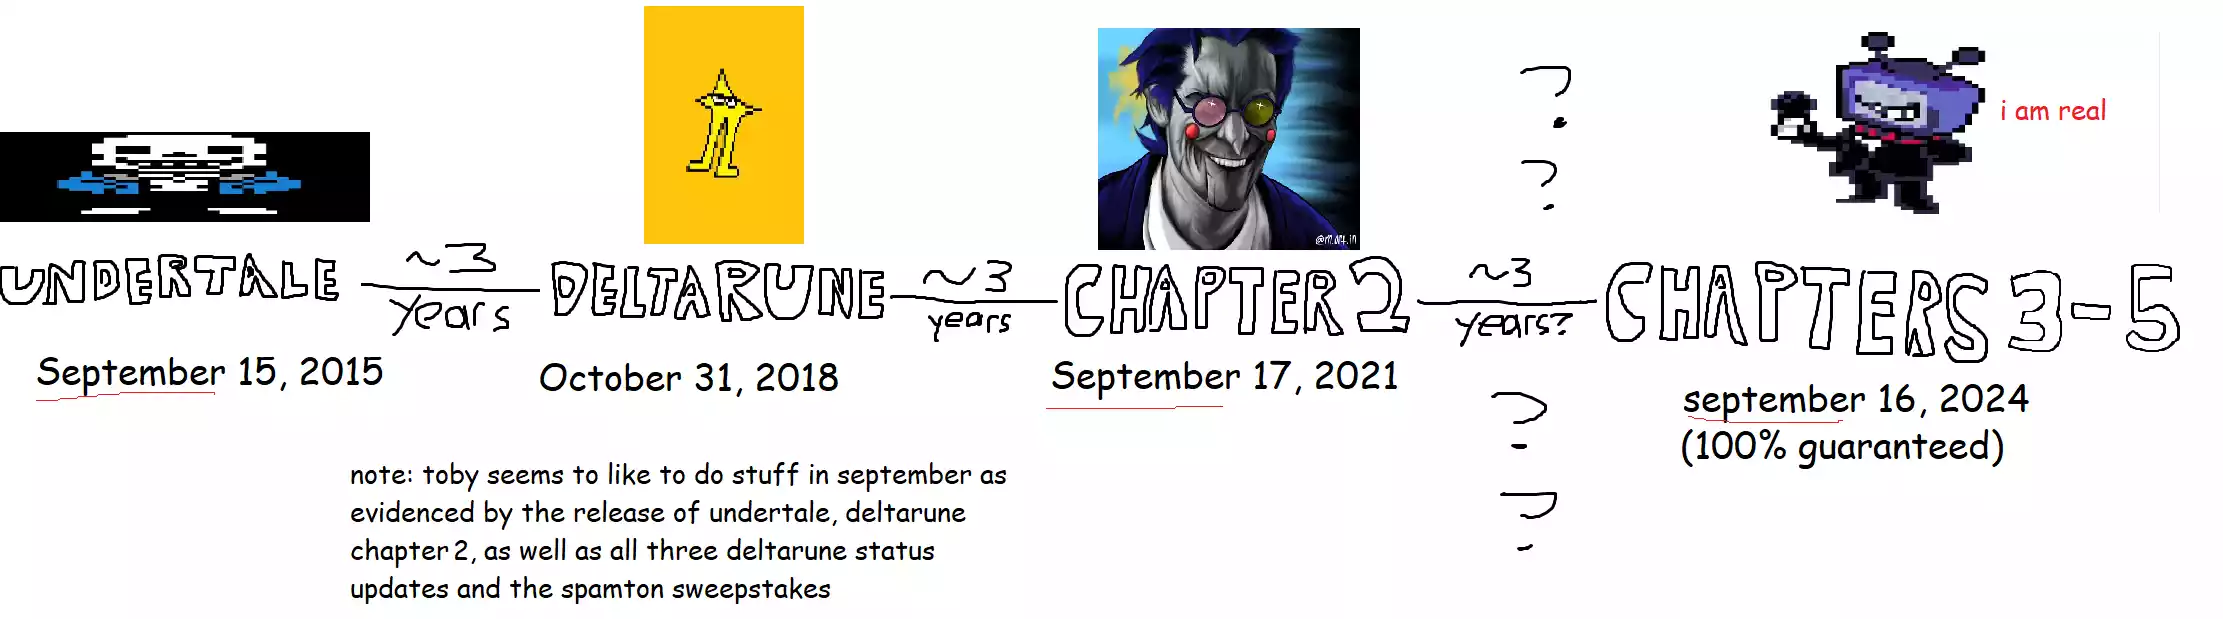 i am real
@m.art.in
?
?
UNDERTALE ~3 years DELTARUNE ~3 years CHAPTER 2 ~3 years? CHAPTERS 3-5
September 15, 2015
October 31, 2018
September 17, 2021
september 16, 2024
(100% guaranteed)
?
?
note: toby seems to like to do stuff in september as
evidenced by the release of undertale, deltarune
chapter 2, as well as all three deltarune status
updates and the spamton sweepstakes